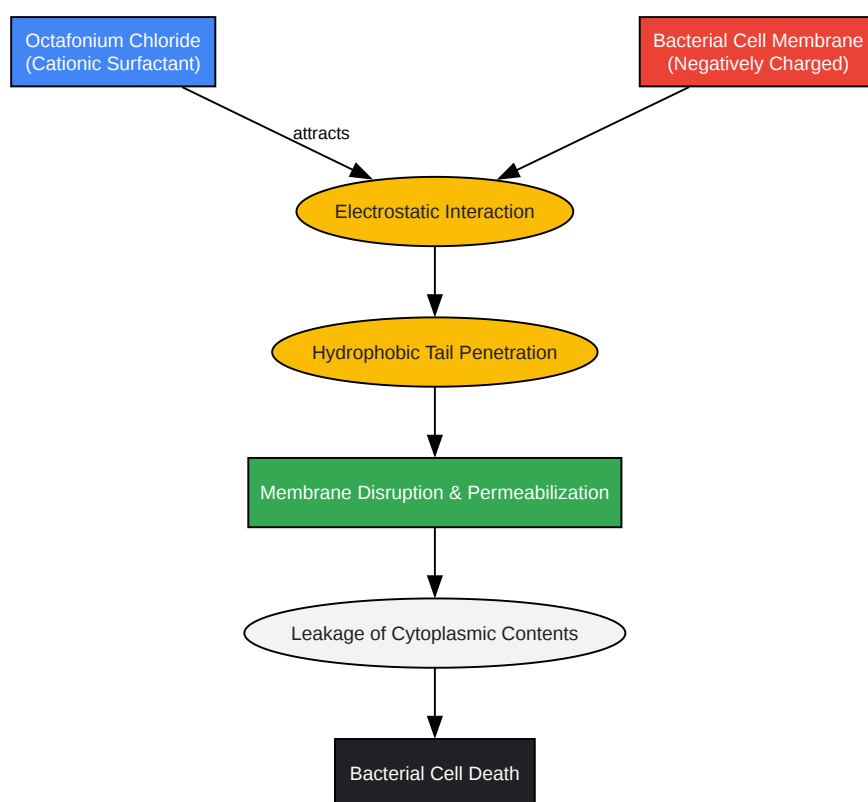 Octafonium Chloride
(Cationic Surfactant)
Bacterial Cell Membrane
(Negatively Charged)
attracts
Electrostatic Interaction
Hydrophobic Tail Penetration
Membrane Disruption & Permeabilization
Leakage of Cytoplasmic Contents
Bacterial Cell Death